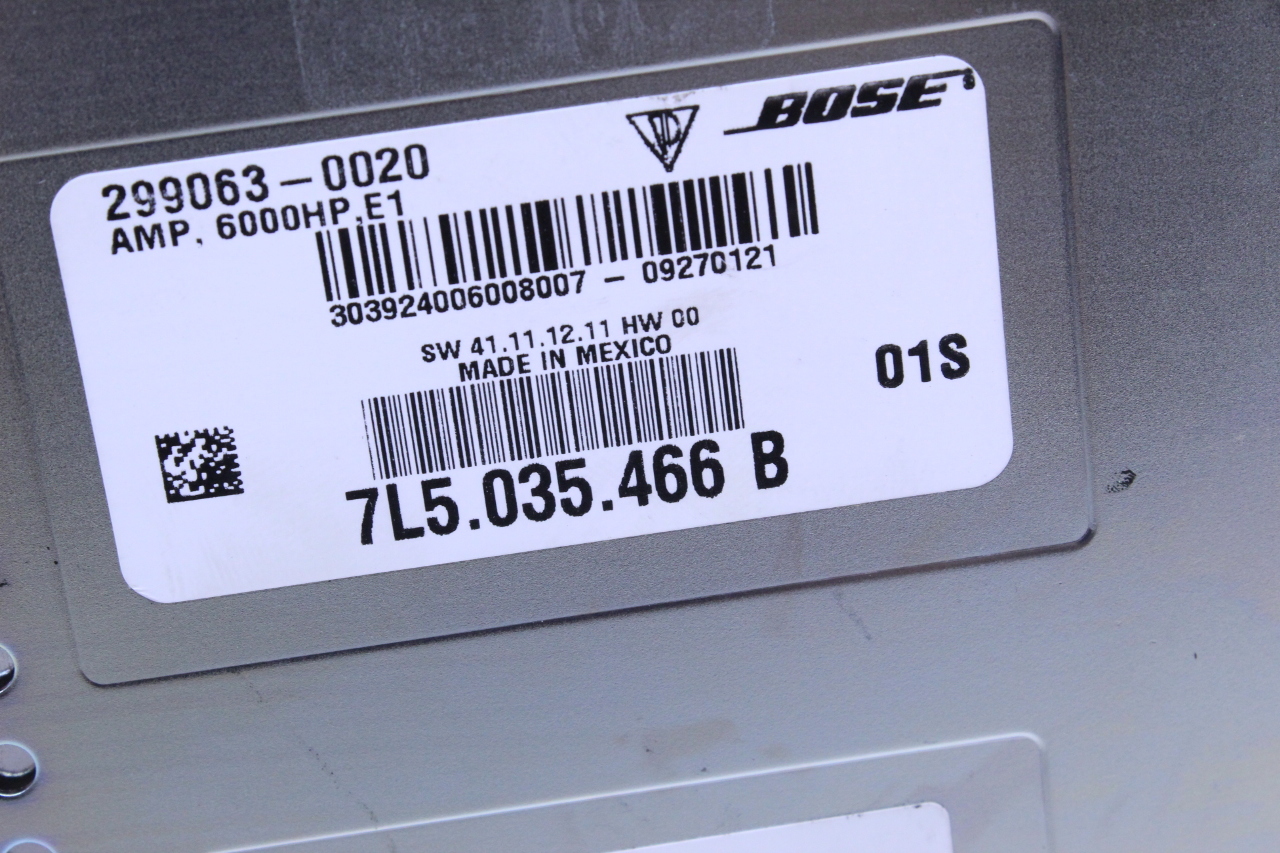 BOSE
299063-0020
AMP, 6000HP,E1
303924006008007 - 09270121
SW 41.11.12.11 HW 00
MADE IN MEXICO
01S
7L5.035.466 B